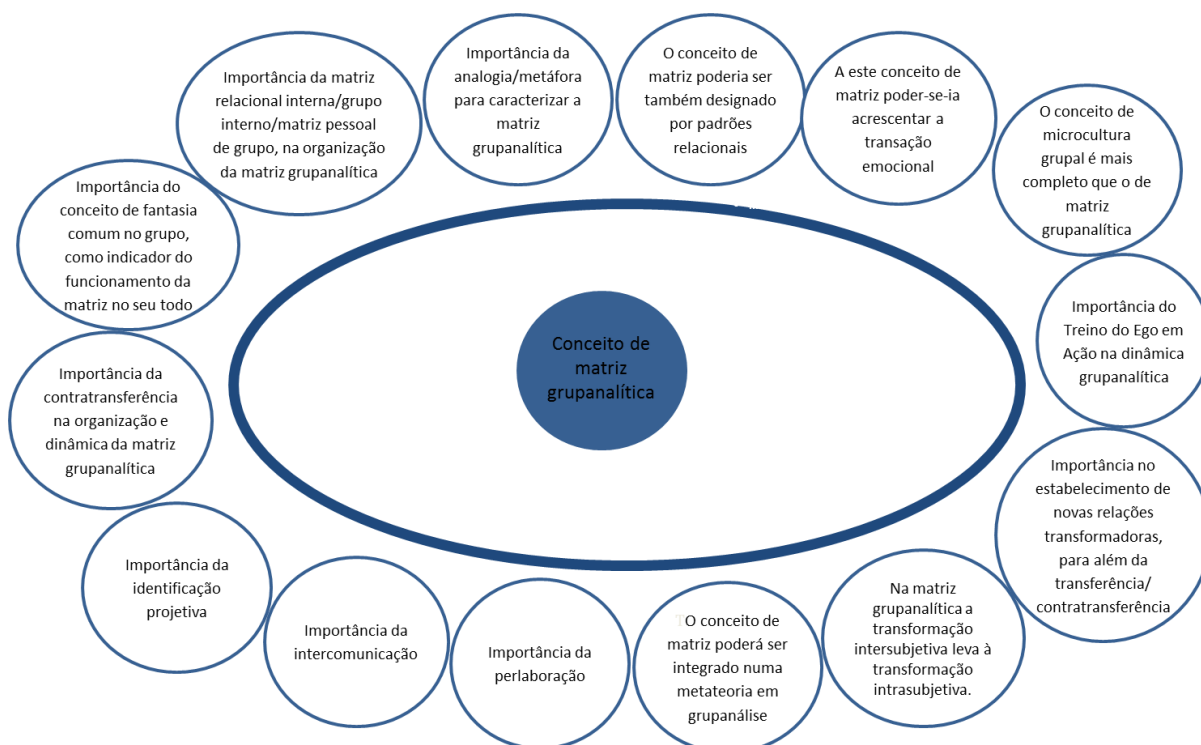 Importância da matriz
relacional interna/grupo
interno/matriz pessoal
de grupo, na organização
da matriz grupanalítica
Importância da
analogia/metáfora
para caracterizar a
matriz
grupanalítica
O conceito de
matriz poderia ser
também designado
por padrões
relacionais
A este conceito de
matriz poder-se-ia
acrescentar a
transação
emocional
O conceito de
microcultura
grupal é mais
completo que o de
matriz
grupanalítica
Importância do
Treino do Ego em
Ação na dinâmica
grupanalítica
Importância no
estabelecimento de
novas relações
transformadoras,
para além da
transferência/
contratransferência
Na matriz
grupanalítica a
transformação
intersubjetiva leva à
transformação
intrasubjetiva.
TO conceito de
matriz poderá ser
integrado numa
metateoria em
grupanálise
Importância da
perlaboração
Importância da
intercomunicação
Importância da
identificação
projetiva
Importância da
contratransferência
na organização e
dinâmica da matriz
grupanalítica
Importância do
conceito de fantasia
comum no grupo,
como indicador do
funcionamento da
matriz no seu todo
Conceito de
matriz
grupanalítica